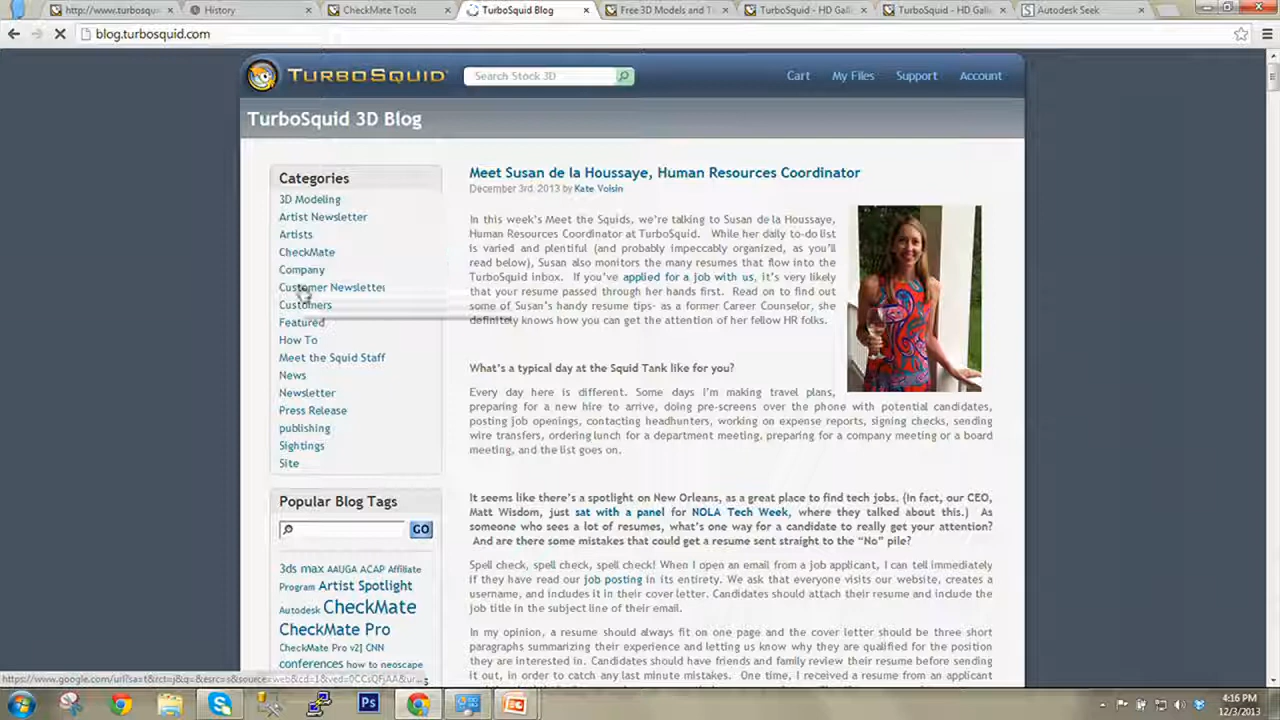 http://www.turbosqu
History
CheckMate Tools
TurboSquid Blog
Free 3D Models and T
TurboSquid - HD Gall
TurboSquid - HD Gall
Autodesk Seek
blog.turbosquid.com
TURBOSQUID
Search Stock 3D
Cart
My Files
Support
Account
TurboSquid 3D Blog
Categories
3D Modeling
Artist Newsletter
Artists
CheckMate
Company
Customer Newsletter
Customers
Featured
How To
Meet the Squid Staff
News
Newsletter
Press Release
publishing
Sightings
Site
Popular Blog Tags
GO
3ds max AAUGA ACAP Affiliate
Program Artist Spotlight
Autodesk CheckMate
CheckMate Pro
CheckMate Pro v2 CNN
conferences how to neoscape
Meet Susan de la Houssaye, Human Resources Coordinator
December 3rd, 2013 by Kate Voisin
In this week's Meet the Squids, we're talking to Susan de la Houssaye,
Human Resources Coordinator at TurboSquid. While her daily to-do list
is varied and plentiful (and probably impeccably organized, as you'll
read below), Susan also monitors the many resumes that flow into the
TurboSquid inbox. If you've applied for a job with us, it's very likely
that your resume passed through her hands first. Read on to find out
some of Susan's handy resume tips- as a former Career Counselor, she
definitely knows how you can get the attention of her fellow HR folks.
What's a typical day at the Squid Tank like for you?
Every day here is different. Some days I'm making travel plans,
preparing for a new hire to arrive, doing pre-screens over the phone with potential candidates,
posting job openings, contacting headhunters, working on expense reports, signing checks, sending
wire transfers, ordering lunch for a department meeting, preparing for a company meeting or a board
meeting, and the list goes on.
It seems like there's a spotlight on New Orleans, as a great place to find tech jobs. (In fact, our CEO,
Matt Wisdom, just sat with a panel for NOLA Tech Week, where they talked about this.) As
someone who sees a lot of resumes, what's one way for a candidate to really get your attention?
And are there some mistakes that could get a resume sent straight to the "No" pile?
Spell check, spell check, spell check! When I open an email from a job applicant, I can tell immediately
if they have read our job posting in its entirety. We ask that everyone visits our website, creates a
username, and includes it in their cover letter. Candidates should attach their resume and include the
job title in the subject line of their email.
In my opinion, a resume should always fit on one page and the cover letter should be three short
paragraphs summarizing their experience and letting us know why they are qualified for the position
they are interested in. Candidates should have friends and family review their resume before sending
it out, in order to catch any last minute mistakes. One time, I received a resume from an applicant
4:16 PM
12/3/2013